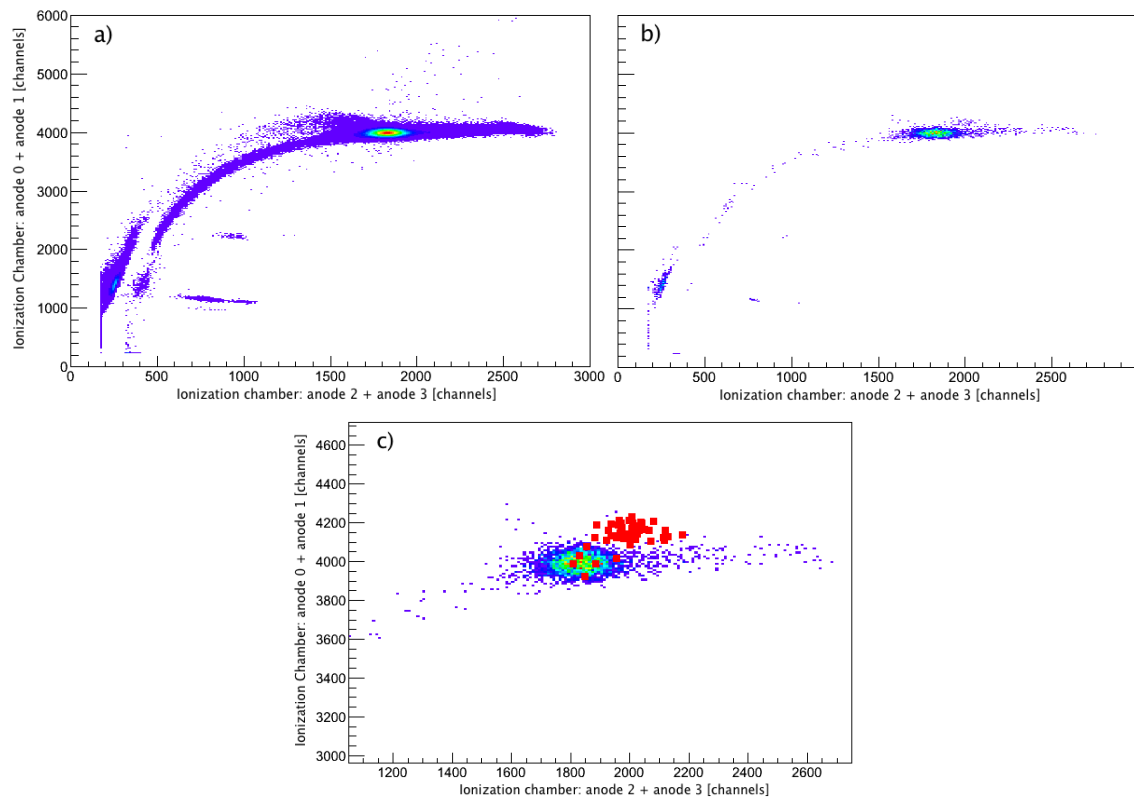 a)
Ionization Chamber: anode 0 + anode 1 [channels]
6000
5000
4000
3000
2000
1000
0
0 500 1000 1500 2000 2500 3000
Ionization chamber: anode 2 + anode 3 [channels]
b)
0 500 1000 1500 2000 2500
Ionization chamber: anode 2 + anode 3 [channels]
c)
Ionization Chamber: anode 0 + anode 1 [channels]
4600
4400
4200
4000
3800
3600
3400
3200
3000
1200 1400 1600 1800 2000 2200 2400 2600
Ionization chamber: anode 2 + anode 3 [channels]